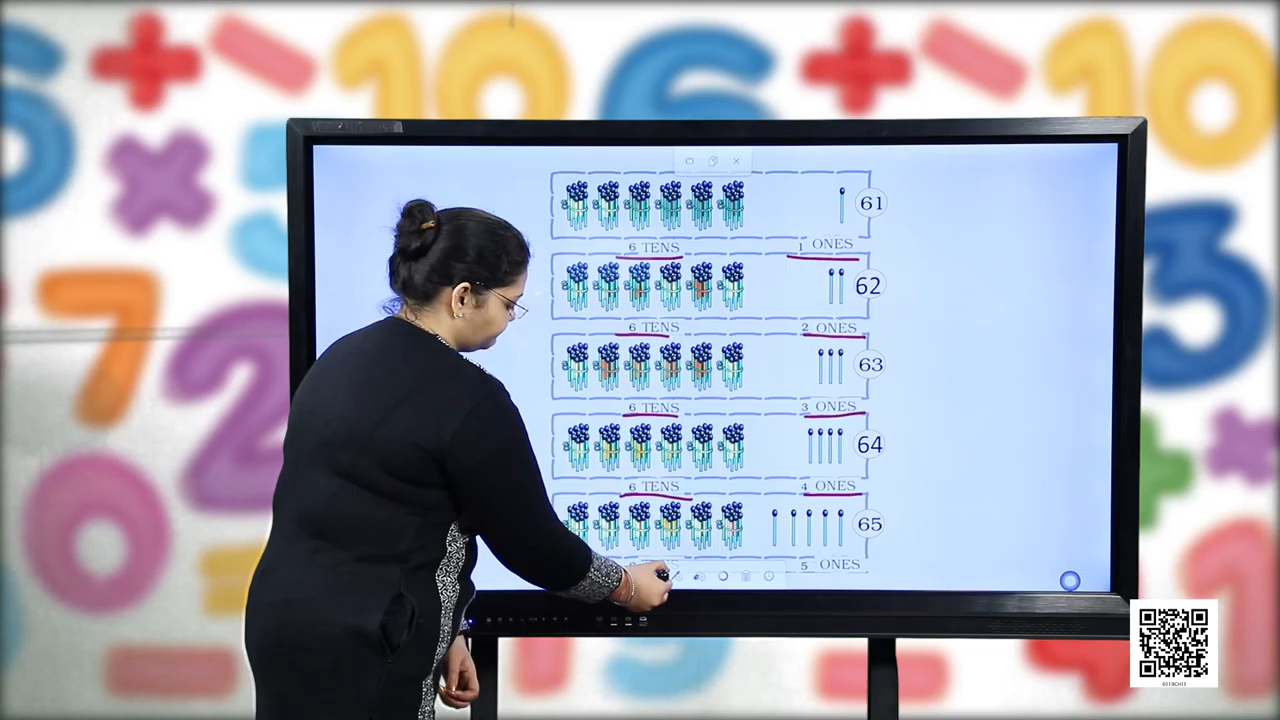 61
6 TENS 1 ONES
62
6 TENS 2 ONES
63
6 TENS 3 ONES
64
6 TENS 4 ONES
65
5 ONES
0119CH11